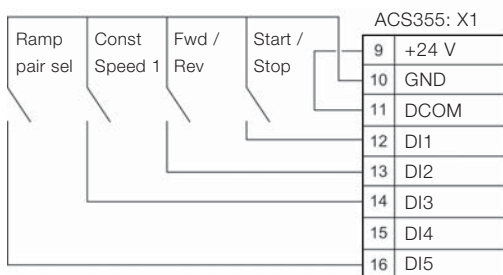 ACS355: X1
Ramp pair sel
Const Speed 1
Fwd / Rev
Start / Stop
9 +24 V
10 GND
11 DCOM
12 DI1
13 DI2
14 DI3
15 DI4
16 DI5